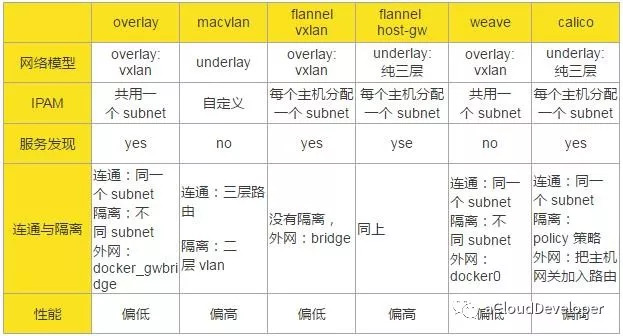 overlay macvlan flannel vxlan flannel host-gw weave calico
网络模型 overlay: vxlan underlay overlay: vxlan underlay: 纯三层 overlay: vxlan underlay: 纯三层
IPAM 共用一个 subnet 自定义 每个主机分配一个 subnet 每个主机分配一个 subnet 共用一个 subnet 每个主机分配一个 subnet
服务发现 yes no yes yse no yes
连通与隔离
连通：同一
个 subnet
隔离：不
同 subnet
外网：
docker_gwbri
dge
连通：三层路
由
隔离：二
层 vlan
没有隔离，
外网：bridge
同上
连通：同一
个 subnet
隔离：不
同 subnet
外网：
docker0
连通：同一
个 subnet
隔离：
policy 策略
外网：把主机
网关加入路由
性能 偏低 偏高 偏低 偏高 偏低 偏高
aCloudDeveloper